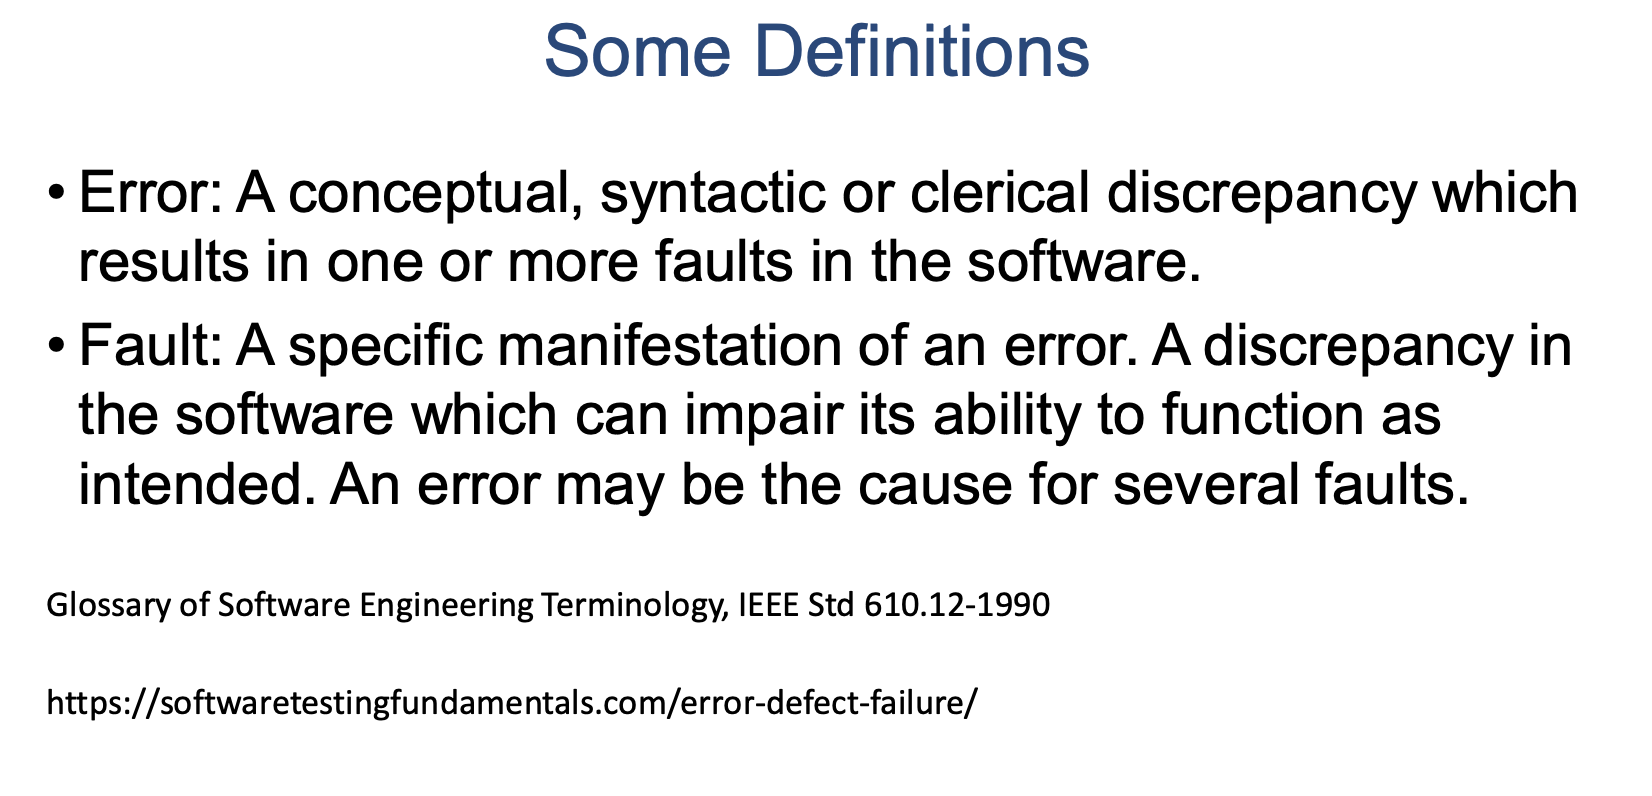 Some Definitions
• Error: A conceptual, syntactic or clerical discrepancy which
results in one or more faults in the software.
• Fault: A specific manifestation of an error. A discrepancy in
the software which can impair its ability to function as
intended. An error may be the cause for several faults.
Glossary of Software Engineering Terminology, IEEE Std 610.12-1990
https://softwaretestingfundamentals.com/error-defect-failure/